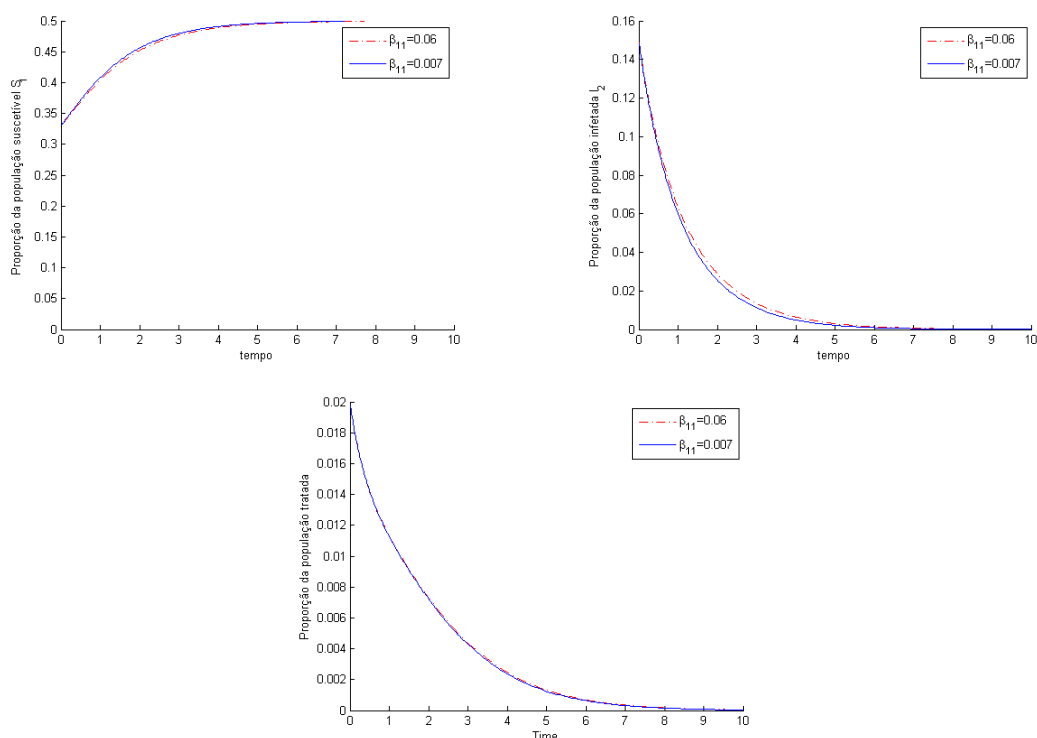 0.5
0.45
0.4
0.35
0.3
0.25
0.2
0.15
0.1
0.05
0
Proporção da população suscetível S1
0 1 2 3 4 5 6 7 8 9 10
tempo
β11=0.06
β11=0.007
0.16
0.14
0.12
0.1
0.08
0.06
0.04
0.02
0
Proporção da população infetada I2
0 1 2 3 4 5 6 7 8 9 10
tempo
β11=0.06
β11=0.007
0.02
0.018
0.016
0.014
0.012
0.01
0.008
0.006
0.004
0.002
0
Proporção da população tratada
0 1 2 3 4 5 6 7 8 9 10
Time
β11=0.06
β11=0.007